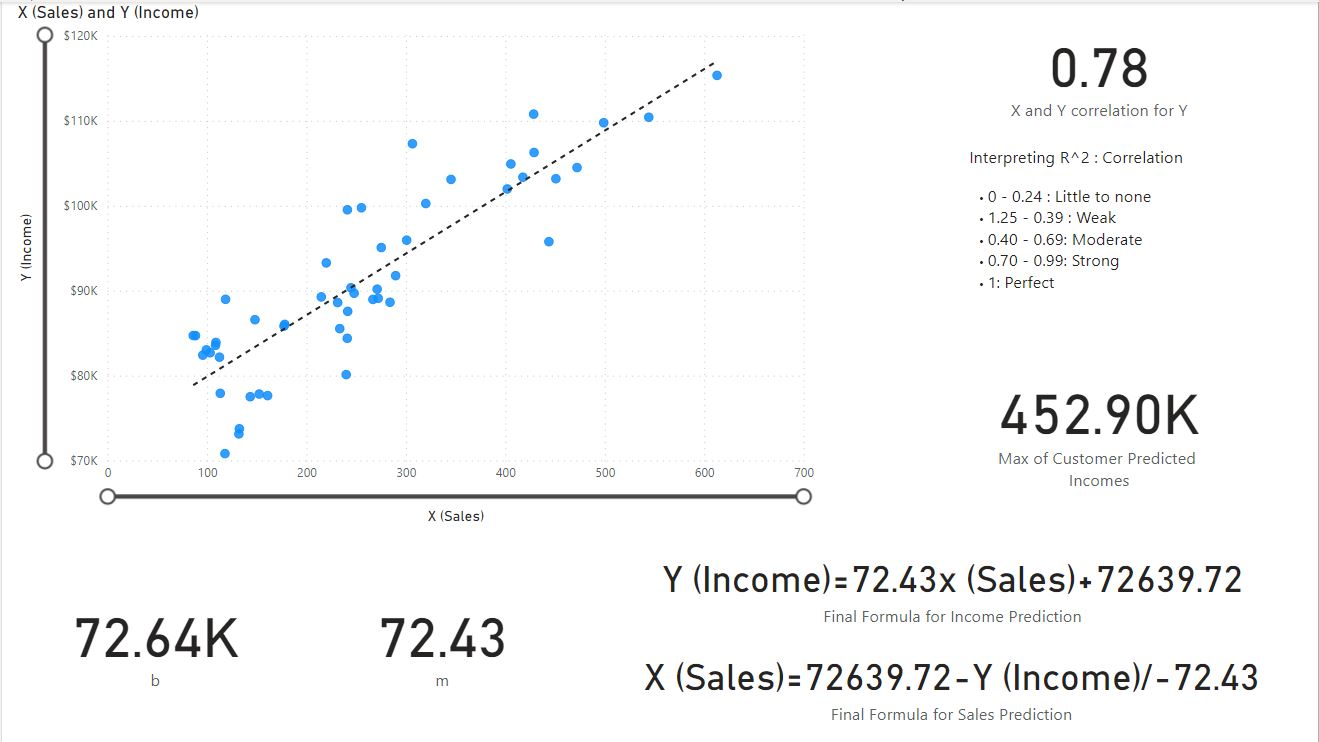 X (Sales) and Y (Income)
$120K
$110K
$100K
$90K
$80K
$70K
Y (Income)
0 100 200 300 400 500 600 700
X (Sales)
0.78
X and Y correlation for Y
Interpreting R^2 : Correlation
• 0 - 0.24 : Little to none
• 1.25 - 0.39 : Weak
• 0.40 - 0.69: Moderate
• 0.70 - 0.99: Strong
• 1: Perfect
452.90K
Max of Customer Predicted
Incomes
72.64K
b
72.43
m
Y (Income)=72.43x (Sales)+72639.72
Final Formula for Income Prediction
X (Sales)=72639.72-Y (Income)/-72.43
Final Formula for Sales Prediction